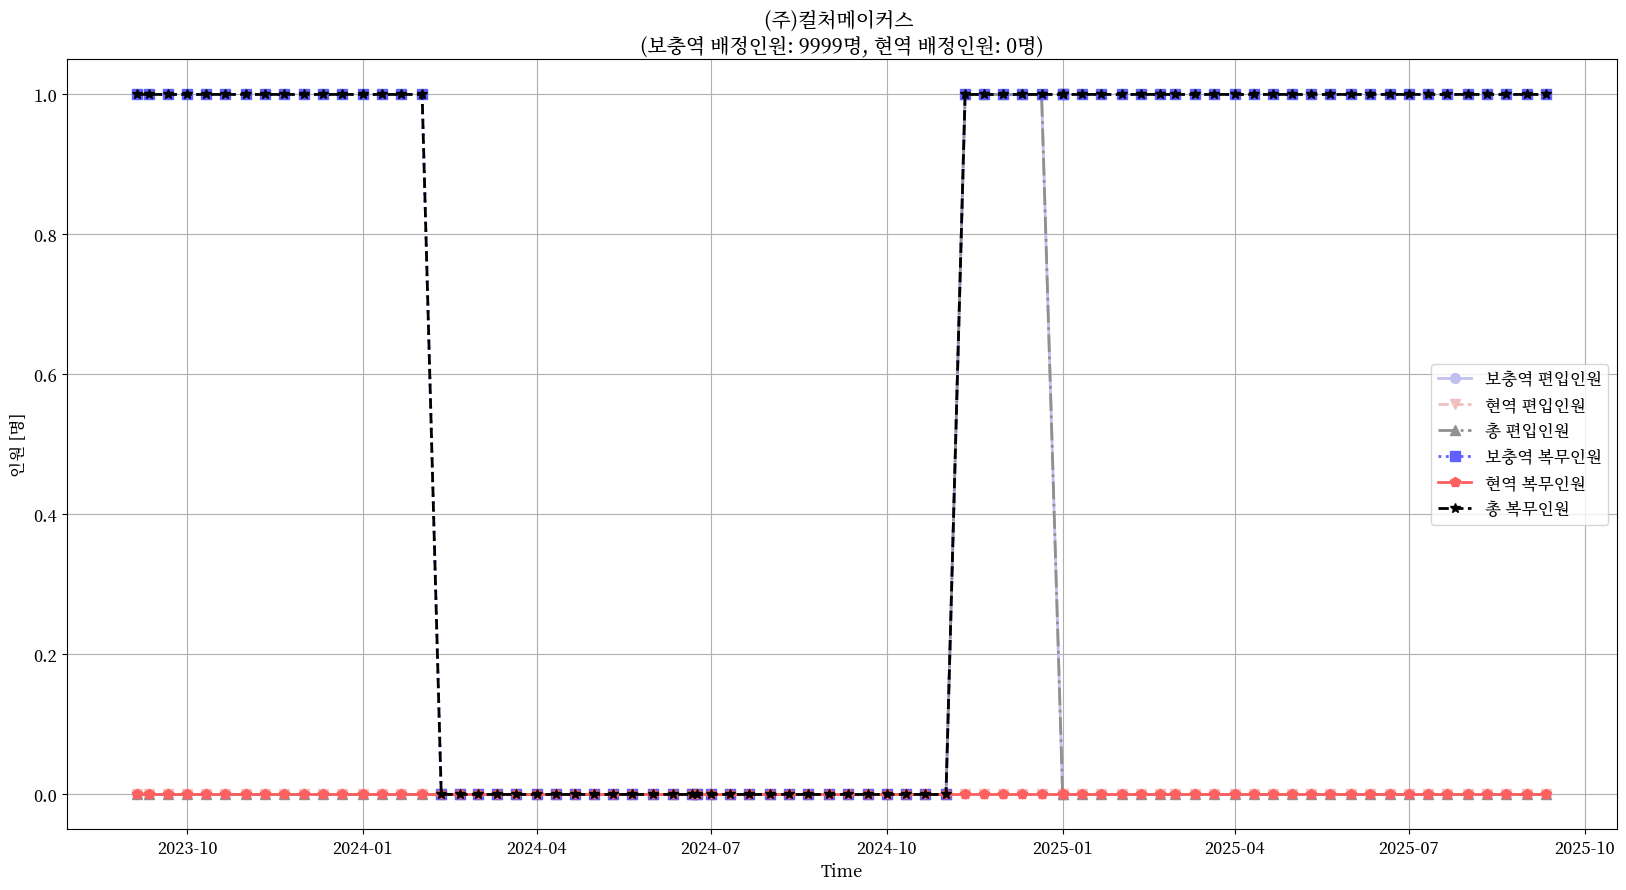 (주)컬처메이커스
(보충역 배정인원: 9999명, 현역 배정인원: 0명)
인원 [명]
1.0
0.8
0.6
0.4
0.2
0.0
보충역 편입인원
현역 편입인원
총 편입인원
보충역 복무인원
현역 복무인원
총 복무인원
2023-10 2024-01 2024-04 2024-07 2024-10 2025-01 2025-04 2025-07 2025-10
Time